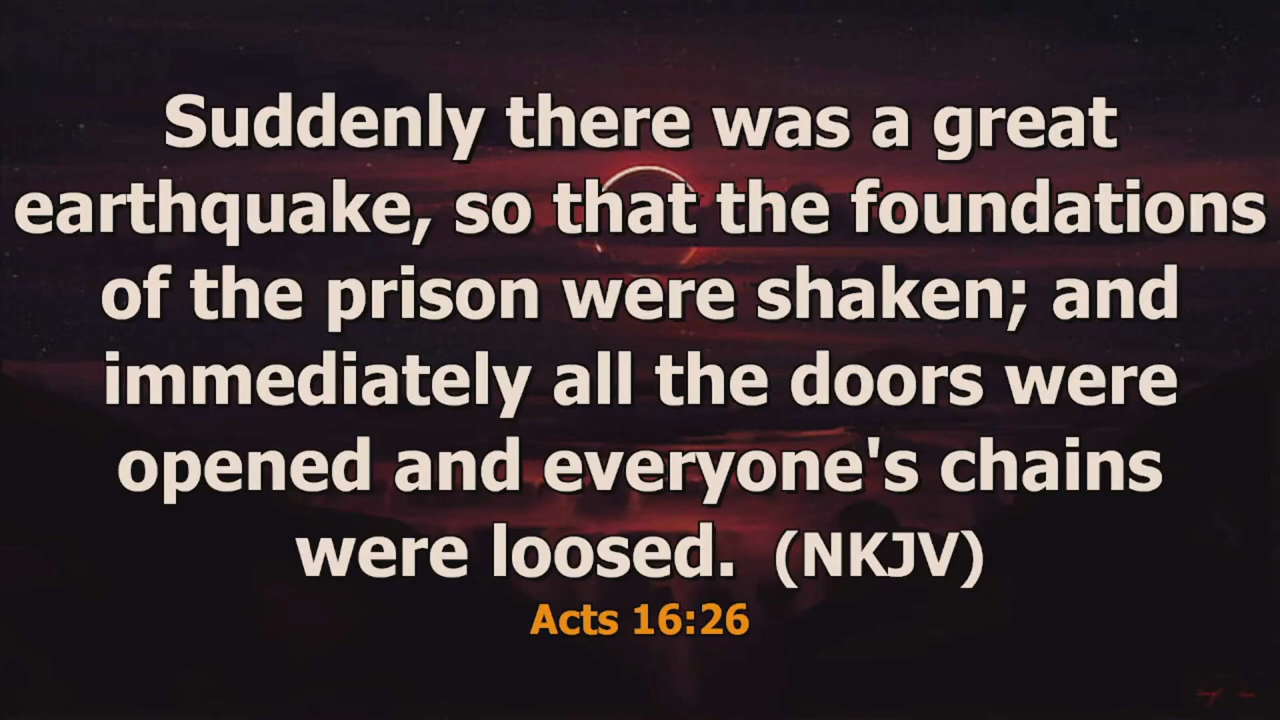 Suddenly there was a great
earthquake, so that the foundations
of the prison were shaken; and
immediately all the doors were
opened and everyone's chains
were loosed.  (NKJV)
Acts 16:26